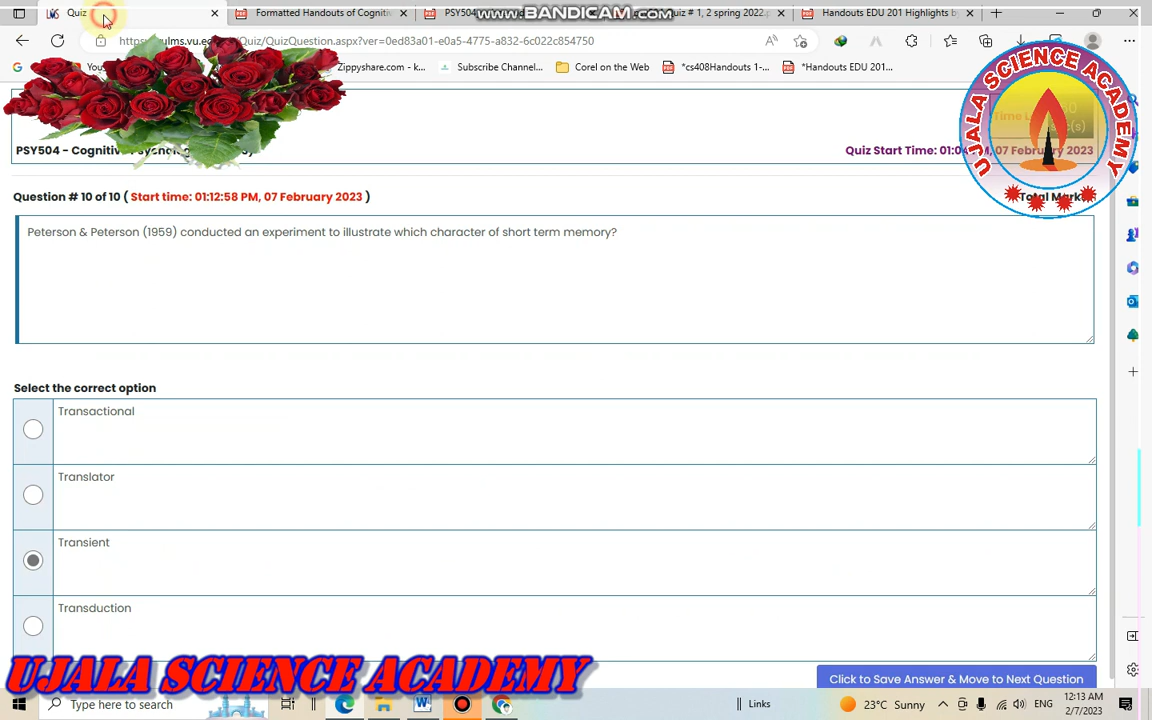 Quiz
Formatted Handouts of Cogniti
PSY504
www.BANDICAM.com
uiz # 1, 2 spring 2022.p
Handouts EDU 201 Highlights by
/Quiz/QuizQuestion.aspx?ver=0ed83a01-e0a5-4775-a832-6c022c854750
Zippyshare.com - k...
Subscribe Channel...
Corel on the Web
*cs408Handouts 1-...
*Handouts EDU 201...
UJALA SCIENCE ACADEMY
PSY504 - Cognitiv
Quiz Start Time: 01:0 PM, 07 February 2023
Question # 10 of 10 ( Start time: 01:12:58 PM, 07 February 2023 )
Total Mark
Peterson & Peterson (1959) conducted an experiment to illustrate which character of short term memory?
Select the correct option
Transactional
Translator
Transient
Transduction
UJALA SCIENCE ACADEMY
Click to Save Answer & Move to Next Question
Type here to search
Links
23°C Sunny
ENG
12:13 AM
2/7/2023